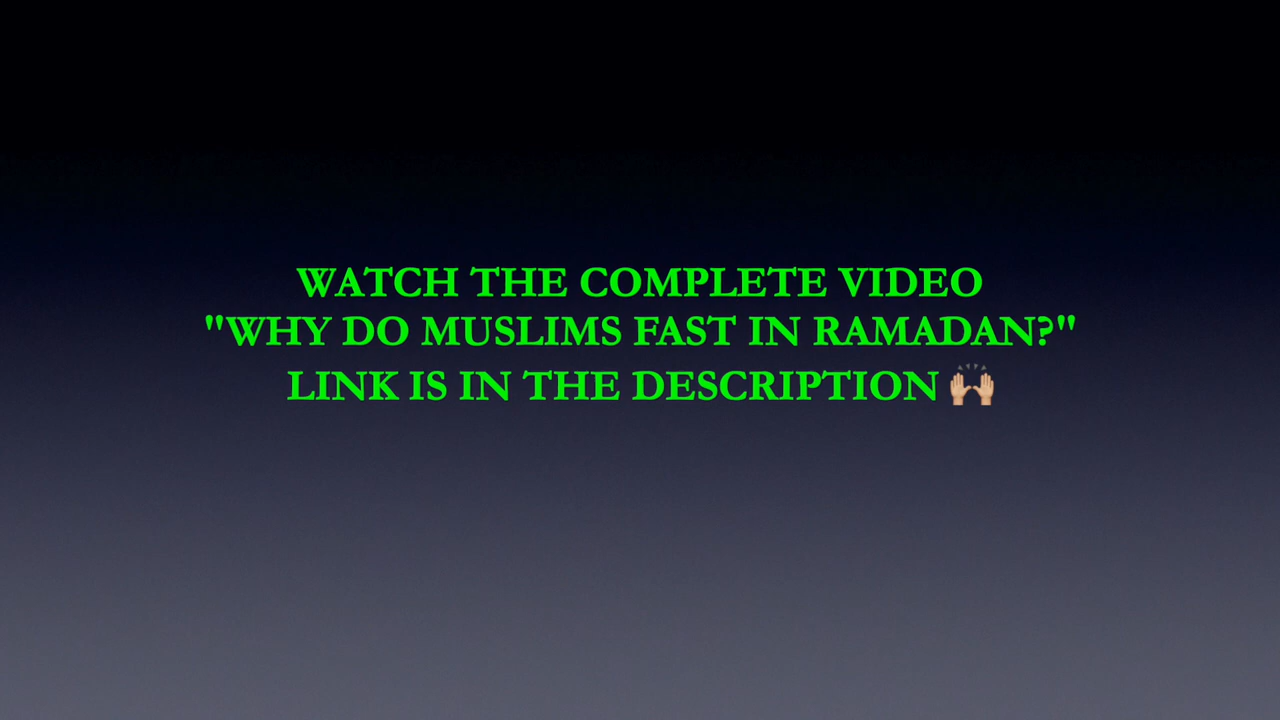 WATCH THE COMPLETE VIDEO
"WHY DO MUSLIMS FAST IN RAMADAN?"
LINK IS IN THE DESCRIPTION 🙌🏼